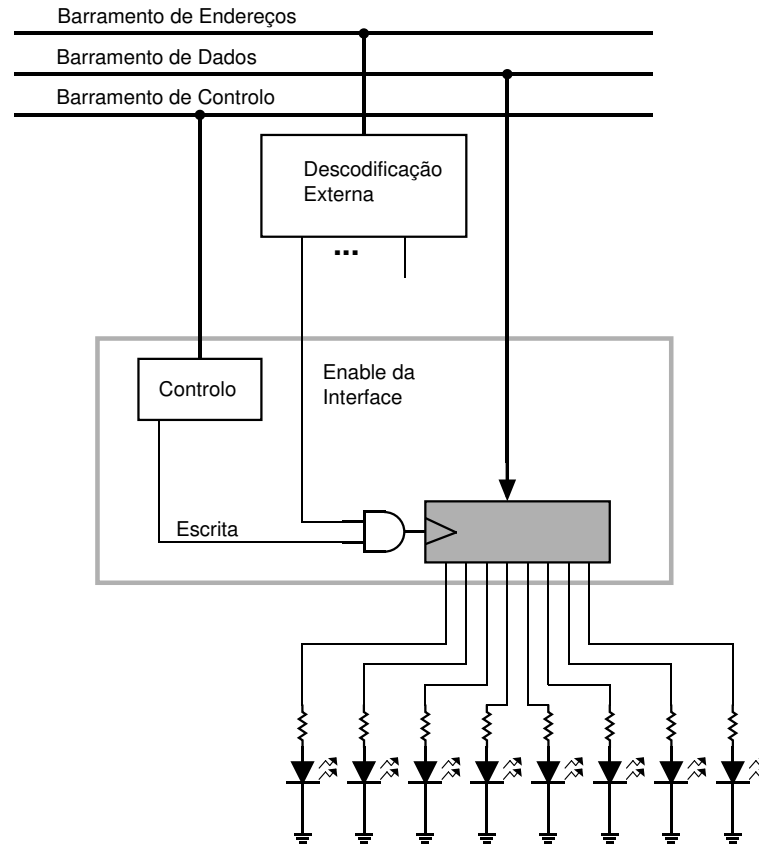 Barramento de Endereços
Barramento de Dados
Barramento de Controlo
Descodificação
Externa
...
Controlo
Enable da
Interface
Escrita